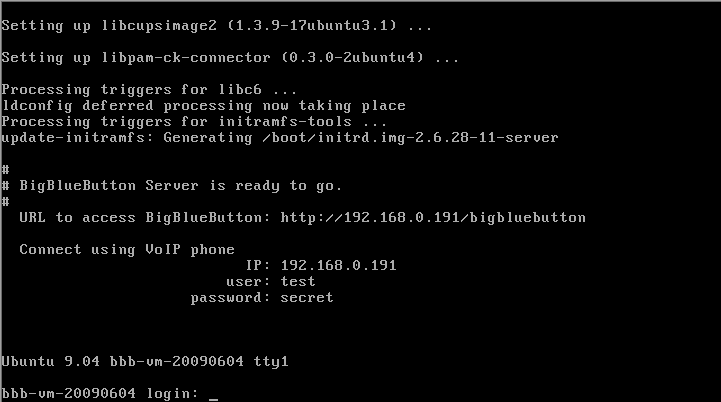 Setting up libcupsimage2 (1.3.9-17ubuntu3.1) ...
Setting up libpam-ck-connector (0.3.0-2ubuntu4) ...
Processing triggers for libc6 ...
ldconfig deferred processing now taking place
Processing triggers for initramfs-tools ...
update-initramfs: Generating /boot/initrd.img-2.6.28-11-server
#
# BigBlueButton Server is ready to go.
#
URL to access BigBlueButton: http://192.168.0.191/bigbluebutton
Connect using VoIP phone
IP: 192.168.0.191
user: test
password: secret
Ubuntu 9.04 bbb-vm-20090604 tty1
bbb-vm-20090604 login: _